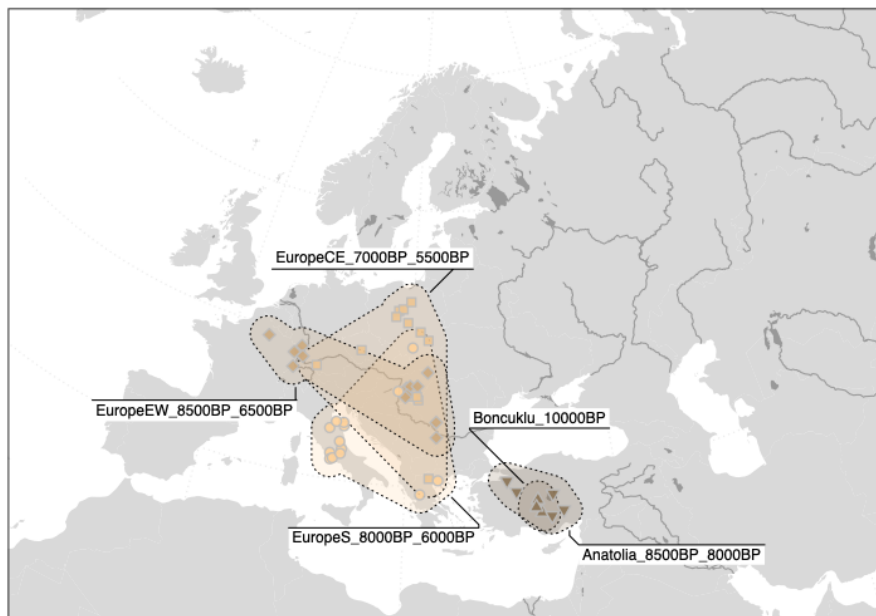 EuropeCE_7000BP_5500BP
EuropeEW_8500BP_6500BP
Boncuklu_10000BP
EuropeS_8000BP_6000BP
Anatolia_8500BP_8000BP